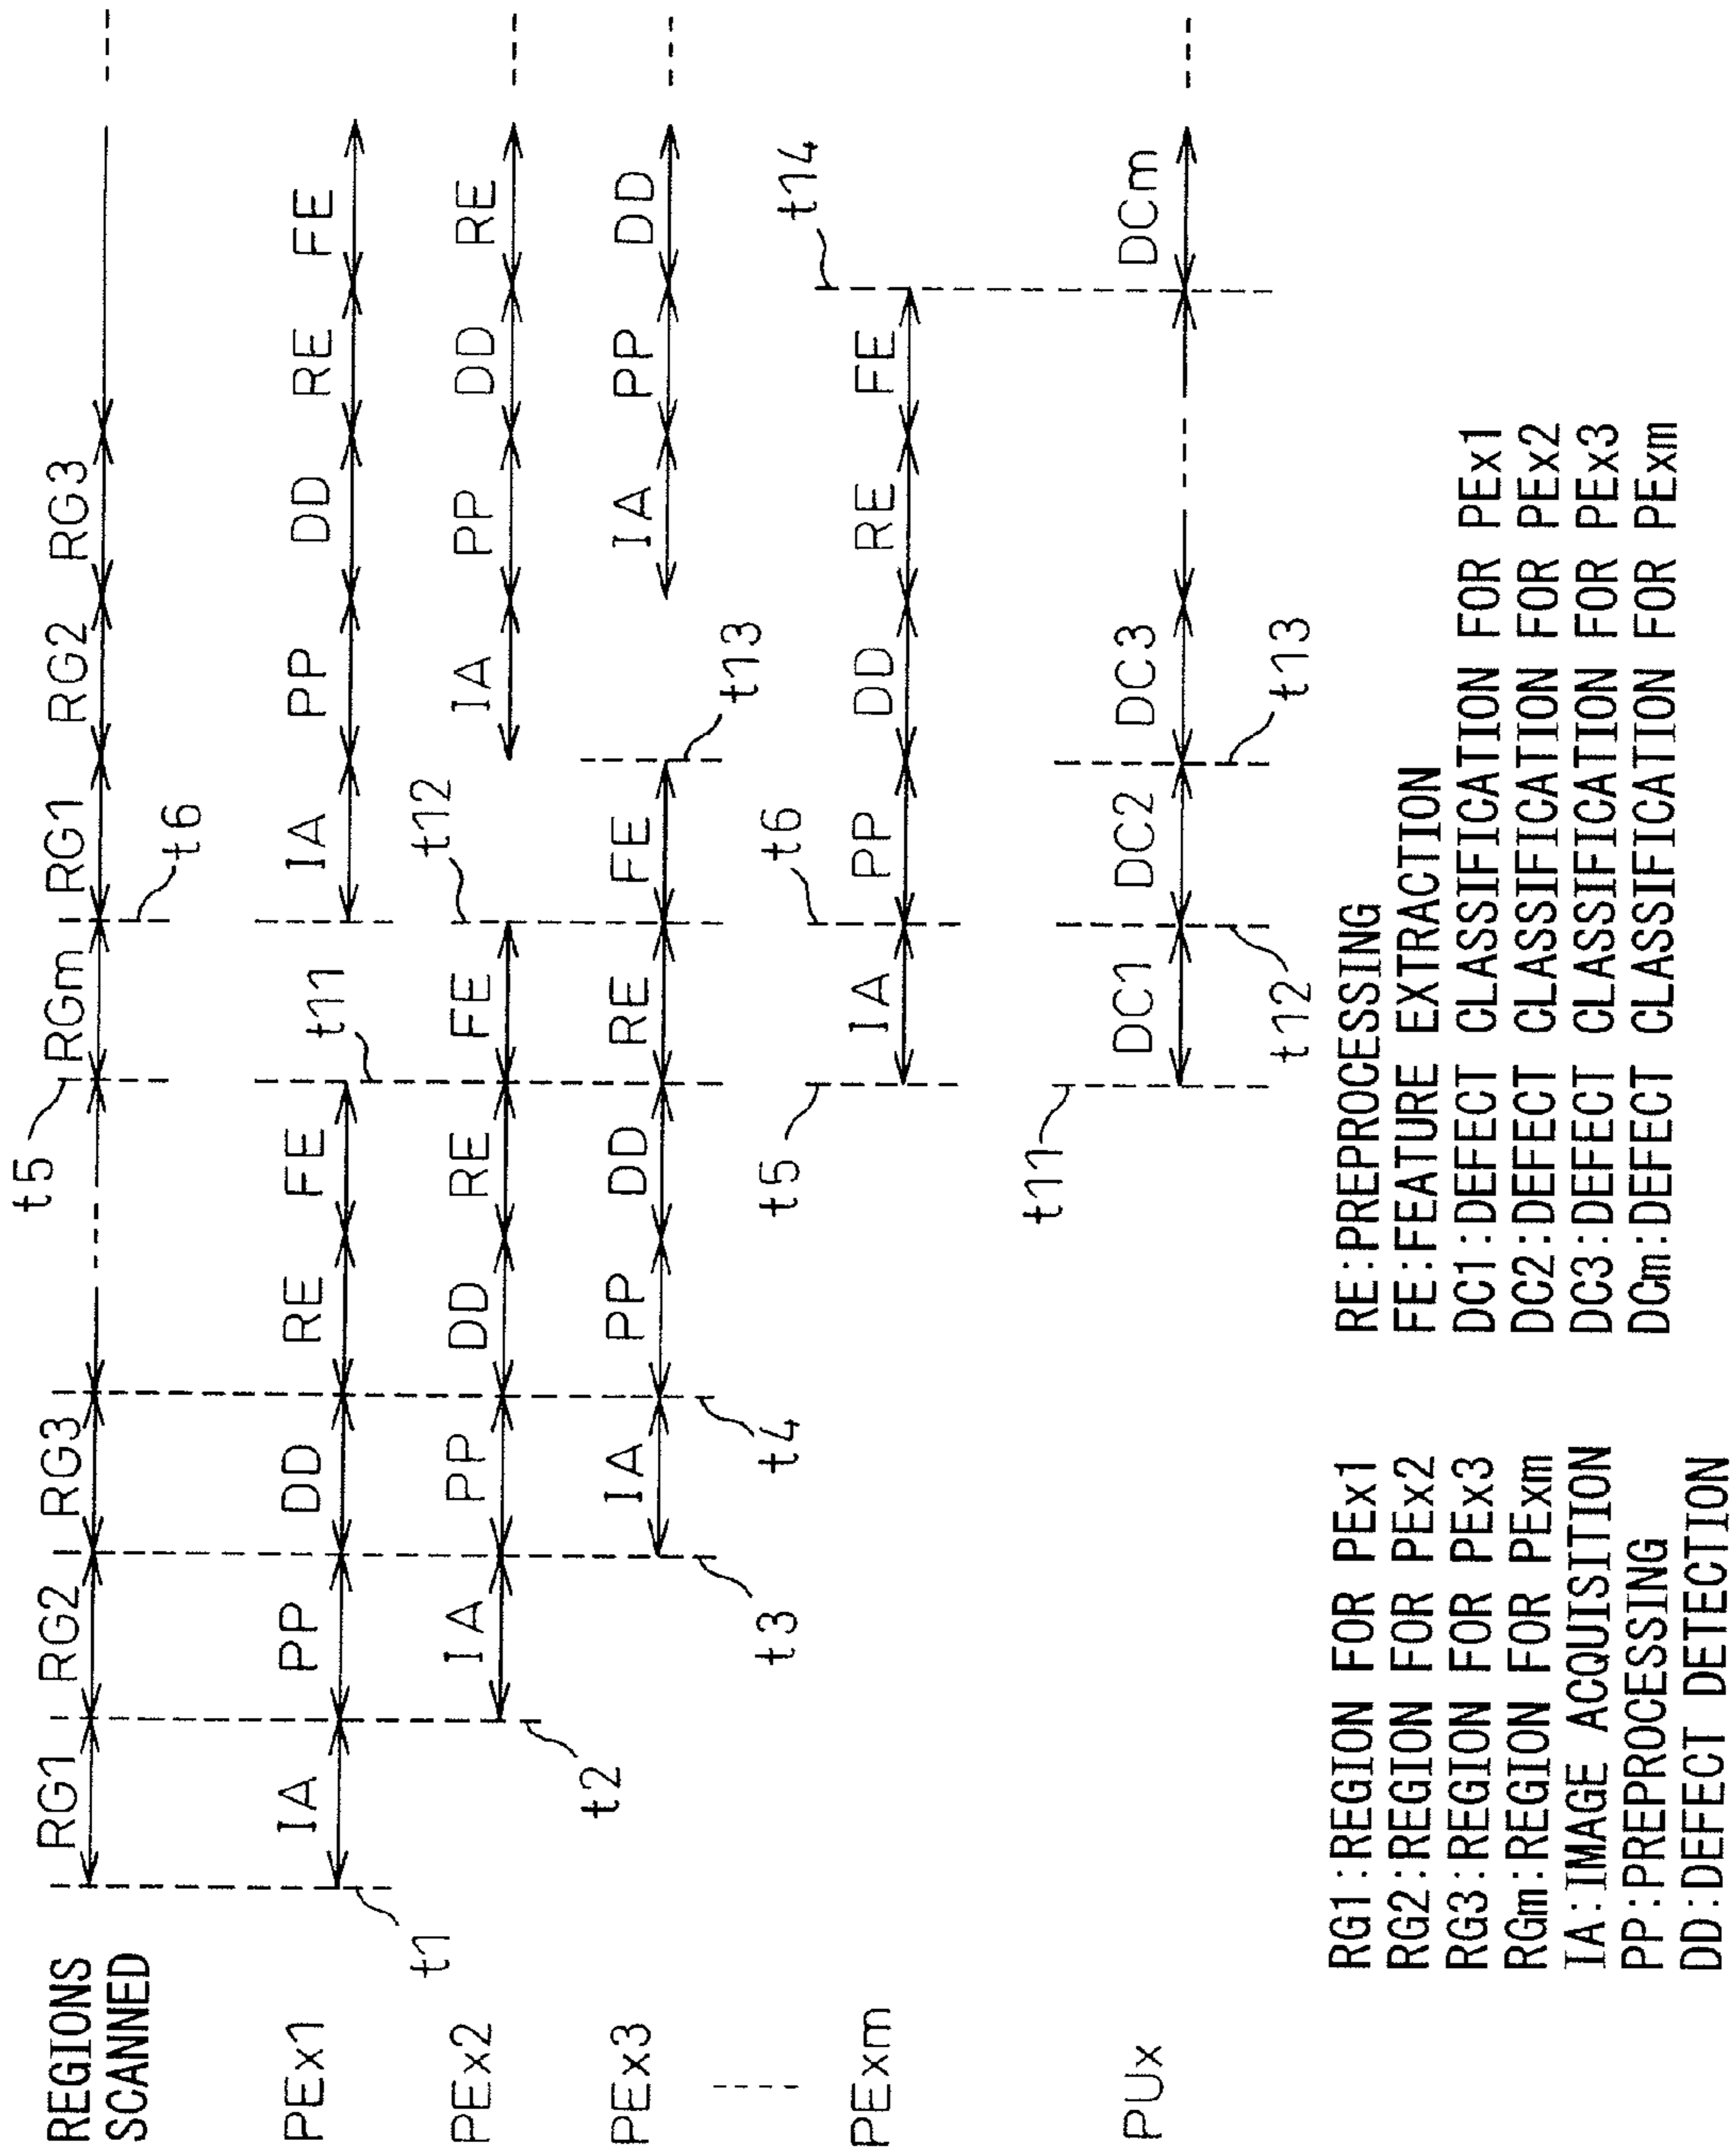 REGIONS
SCANNED
RG1 RG2 RG3 RGm RG1 RG2 RG3
t5 t6
PEx1 IA PP DD RE FE IA PP DD RE FE
t1 t11
PEx2 IA PP DD RE FE IA PP DD RE
t2 t12
PEx3 IA PP DD RE FE IA PP DD
t3 t4 t13
PExm IA PP DD RE FE
t5 t6 t14
PUx DC1 DC2 DC3 DCm
t11 t12 t13
RG1:REGION FOR PEx1
RG2:REGION FOR PEx2
RG3:REGION FOR PEx3
RGm:REGION FOR PExm
IA:IMAGE ACQUISITION
PP:PREPROCESSING
DD:DEFECT DETECTION
RE:PREPROCESSING
FE:FEATURE EXTRACTION
DC1:DEFECT CLASSIFICATION FOR PEx1
DC2:DEFECT CLASSIFICATION FOR PEx2
DC3:DEFECT CLASSIFICATION FOR PEx3
DCm:DEFECT CLASSIFICATION FOR PExm